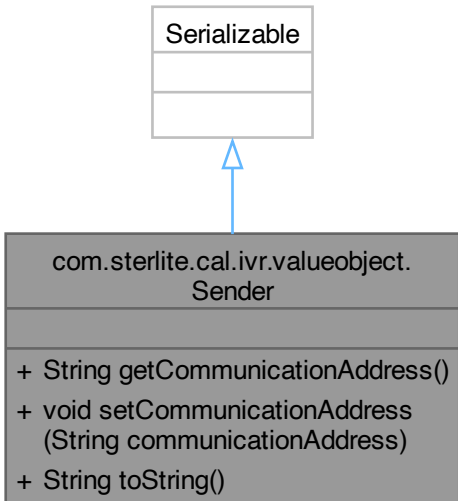 Serializable
com.sterlite.cal.ivr.valueobject.
Sender
+ String getCommunicationAddress()
+ void setCommunicationAddress
(String communicationAddress)
+ String toString()